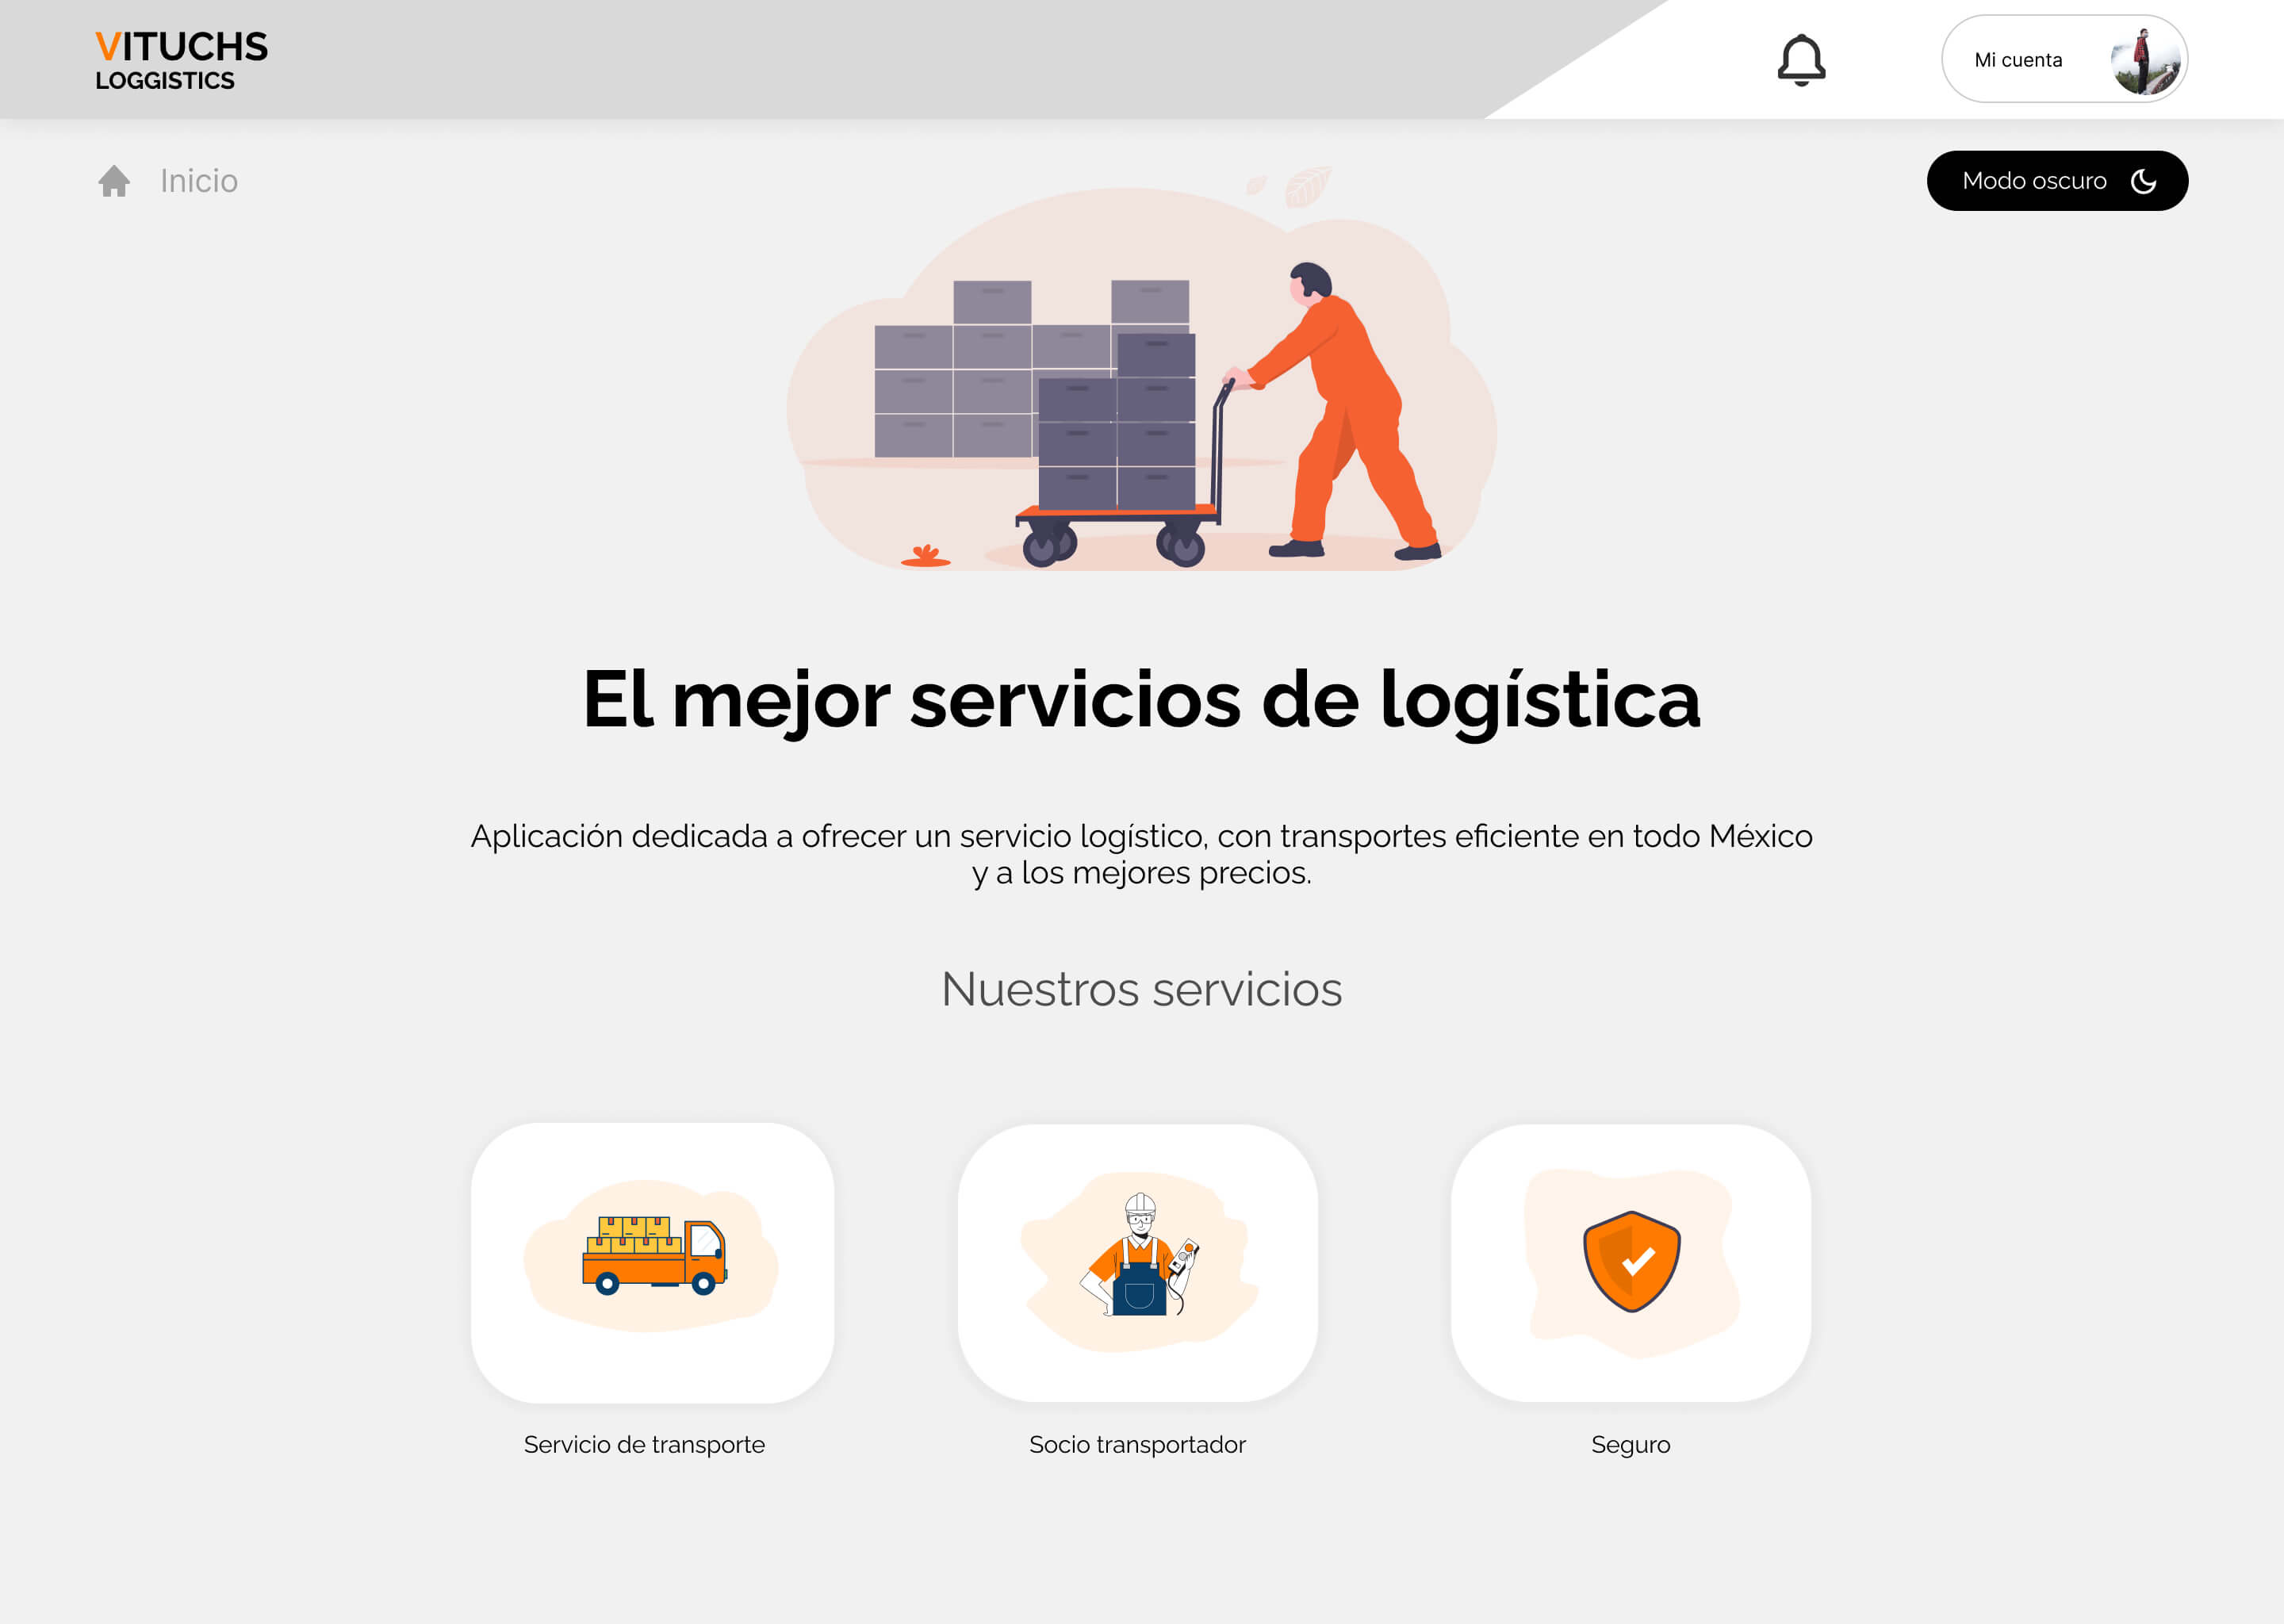 VITUCHS
LOGGISTICS
Mi cuenta
Inicio
Modo oscuro
El mejor servicios de logística
Aplicación dedicada a ofrecer un servicio logístico, con transportes eficiente en todo México
y a los mejores precios.
Nuestros servicios
Servicio de transporte
Socio transportador
Seguro